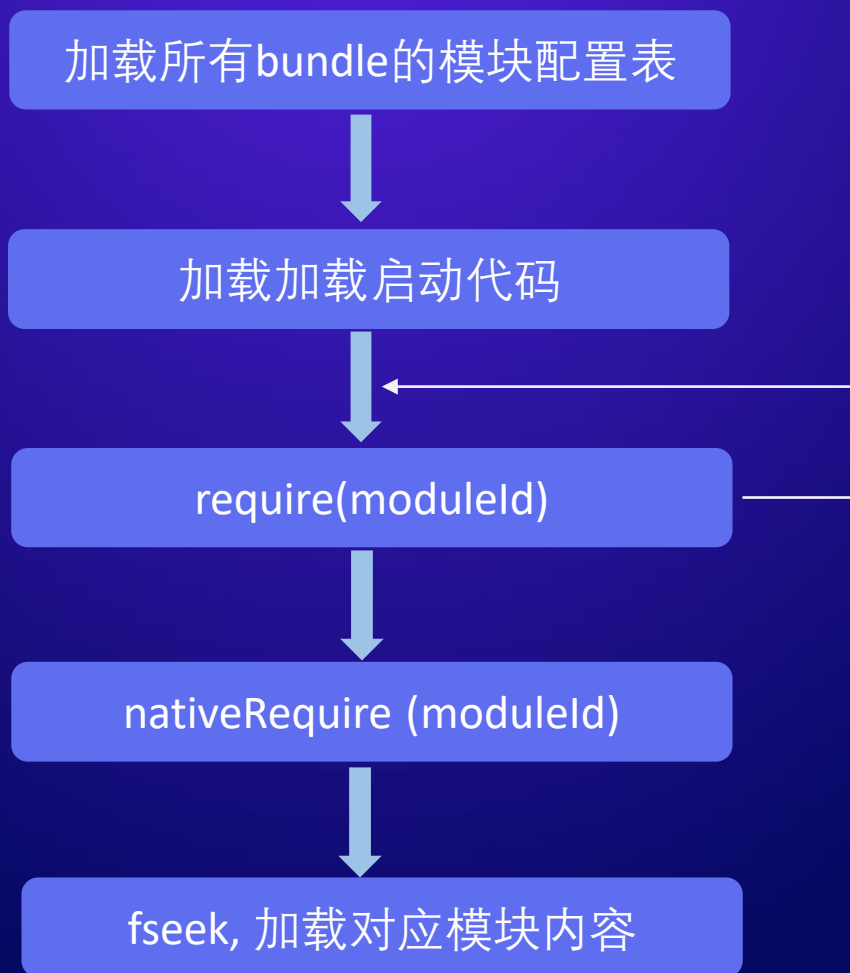 加载所有bundle的模块配置表
加载加载启动代码
require(moduleId)
nativeRequire (moduleId)
fseek, 加载对应模块内容